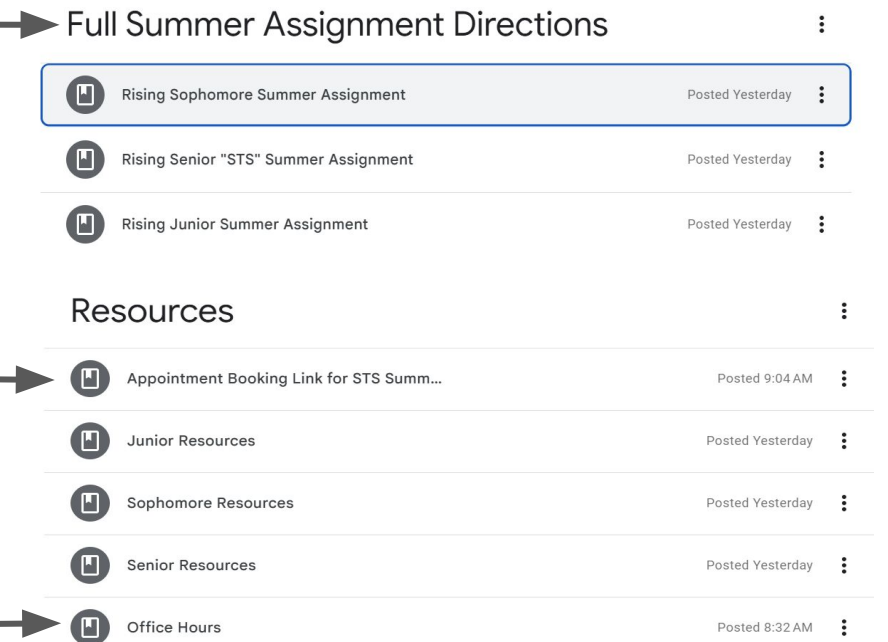 Full Summer Assignment Directions
Rising Sophomore Summer Assignment Posted Yesterday
Rising Senior "STS" Summer Assignment Posted Yesterday
Rising Junior Summer Assignment Posted Yesterday
Resources
Appointment Booking Link for STS Summ... Posted 9:04 AM
Junior Resources Posted Yesterday
Sophomore Resources Posted Yesterday
Senior Resources Posted Yesterday
Office Hours Posted 8:32 AM